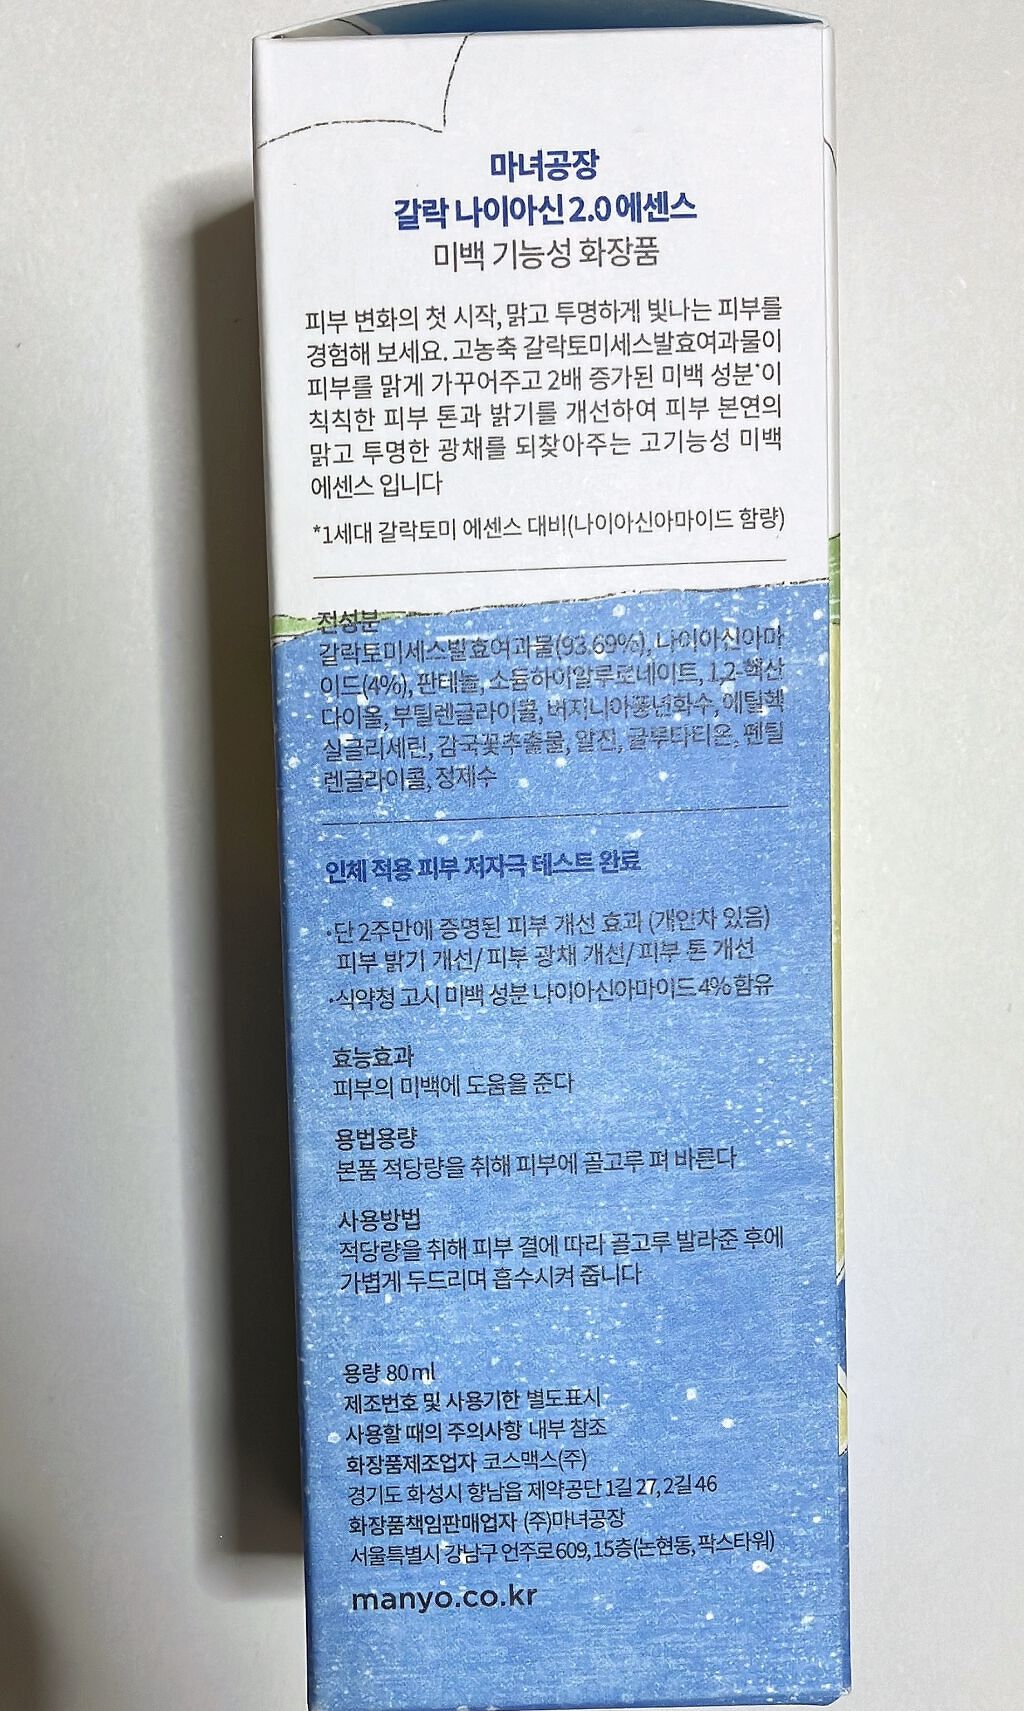 마녀공장
갈락 나이아신 2.0 에센스
미백 기능성 화장품
피부 변화의 첫 시작, 맑고 투명하게 빛나는 피부를
경험해 보세요. 고농축 갈락토미세스발효여과물이
피부를 맑게 가꾸어주고 2배 증가된 미백 성분*이
칙칙한 피부 톤과 밝기를 개선하여 피부 본연의
맑고 투명한 광채를 되찾아주는 고기능성 미백
에센스 입니다
*1세대 갈락토미 에센스 대비(나이아신아마이드 함량)
전성분
갈락토미세스발효여과물(93.69%), 나이아신아마
이드(4%), 판테놀, 소듐하이알루로네이트, 1,2-헥산
다이올, 부틸렌글라이콜, 버지니아풍년화수, 에틸헥
실글리세린, 감국꽃추출물, 알전, 글루타티온, 펜틸
렌글라이콜, 정제수
인체 적용 피부 저자극 테스트 완료
·단 2주만에 증명된 피부 개선 효과 (개인차 있음)
피부 밝기 개선/ 피부 광채 개선/ 피부 톤 개선
·식약청 고시 미백 성분 나이아신아마이드 4% 함유
효능효과
피부의 미백에 도움을 준다
용법용량
본품 적당량을 취해 피부에 골고루 펴 바른다
사용방법
적당량을 취해 피부 결에 따라 골고루 발라준 후에
가볍게 두드리며 흡수시켜 줍니다
용량 80ml
제조번호 및 사용기한 별도표시
사용할 때의 주의사항 내부 참조
화장품제조업자 코스맥스(주)
경기도 화성시 향남읍 제약공단 1길 27, 2길 46
화장품책임판매업자 (주)마녀공장
서울특별시 강남구 언주로 609, 15층(논현동, 팍스타워)
manyo.co.kr